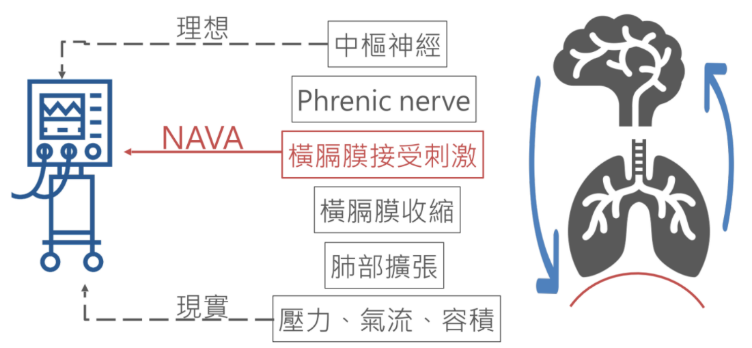 理想
中樞神經
Phrenic nerve
NAVA
橫膈膜接受刺激
橫膈膜收縮
肺部擴張
現實
壓力、氣流、容積